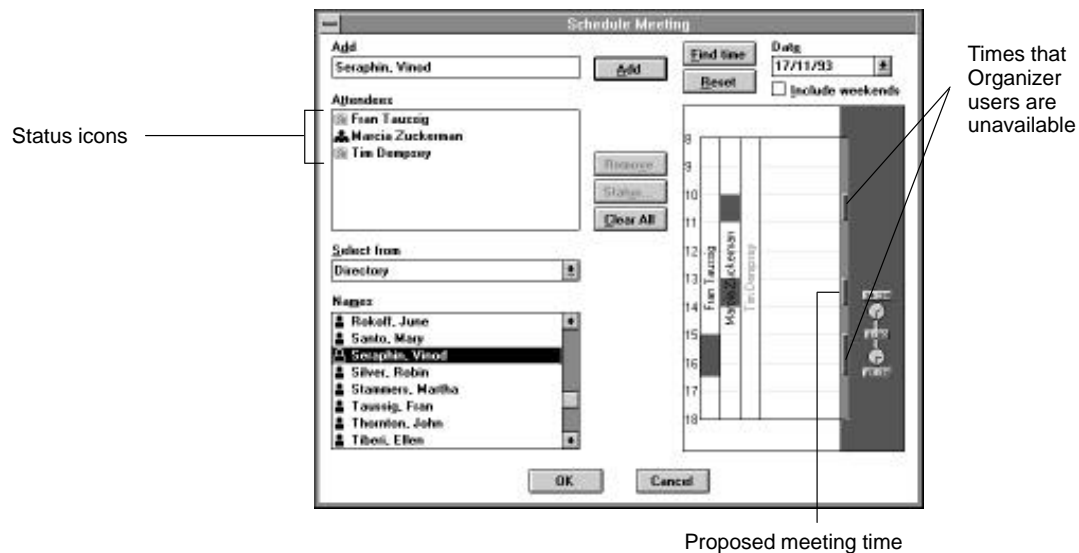 Schedule Meeting
Add
Seraphin, Vinod
Add
Find time
Reset
Date
17/11/93
Include weekends
Times that
Organizer
users are
unavailable
Status icons
Attendees
Fran Taussig
Marcia Zuckerman
Tim Dempsey
Remove
Status...
Clear All
Select from
Directory
Names
Rokoff, June
Santo, Mary
Seraphin, Vinod
Silver, Robin
Stammers, Martha
Taussig, Fran
Thornton, John
Tiberi, Ellen
8
9
10
11
12
13
14
15
16
17
18
Fran Taussig
Marcia Zuckerman
Tim Dempsey
OK
Cancel
Proposed meeting time